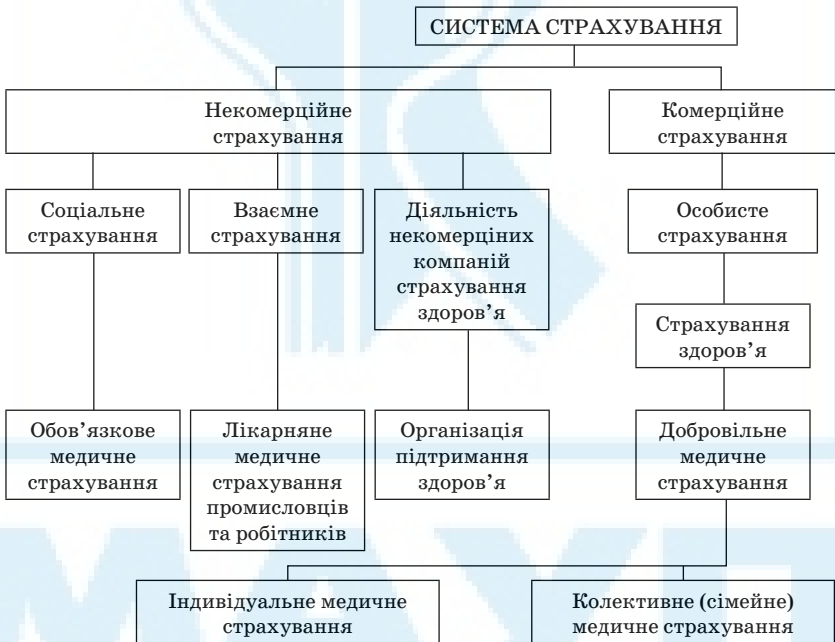 СИСТЕМА СТРАХУВАННЯ
Некомерційне
страхування
Комерційне
страхування
Соціальне
страхування
Взаємне
страхування
Діяльність
некомерціних
компаній
страхування
здоров’я
Особисте
страхування
Страхування
здоров’я
Обов’язкове
медичне
страхування
Лікарняне
медичне
страхування
промисловців
та робітників
Організація
підтримання
здоров’я
Добровільне
медичне
страхування
Індивідуальне медичне
страхування
Колективне (сімейне)
медичне страхування